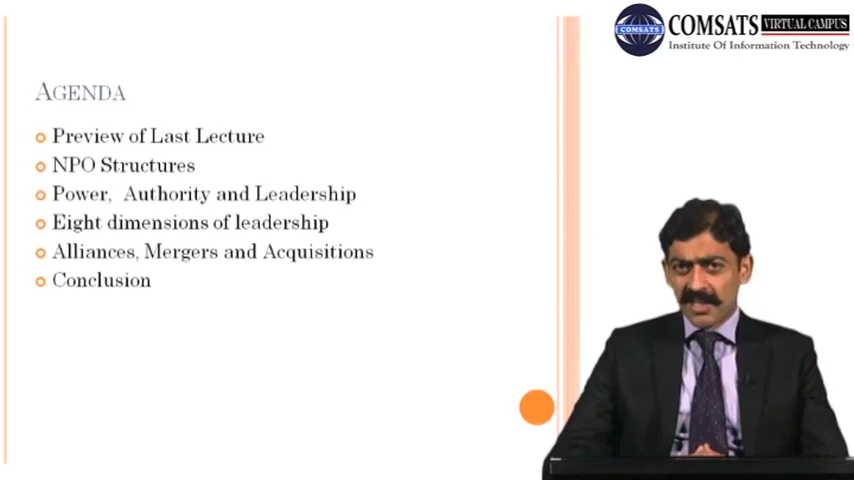 COMSATS
COMSATS VIRTUAL CAMPUS
Institute Of Information Technology
AGENDA
Preview of Last Lecture
NPO Structures
Power, Authority and Leadership
Eight dimensions of leadership
Alliances, Mergers and Acquisitions
Conclusion